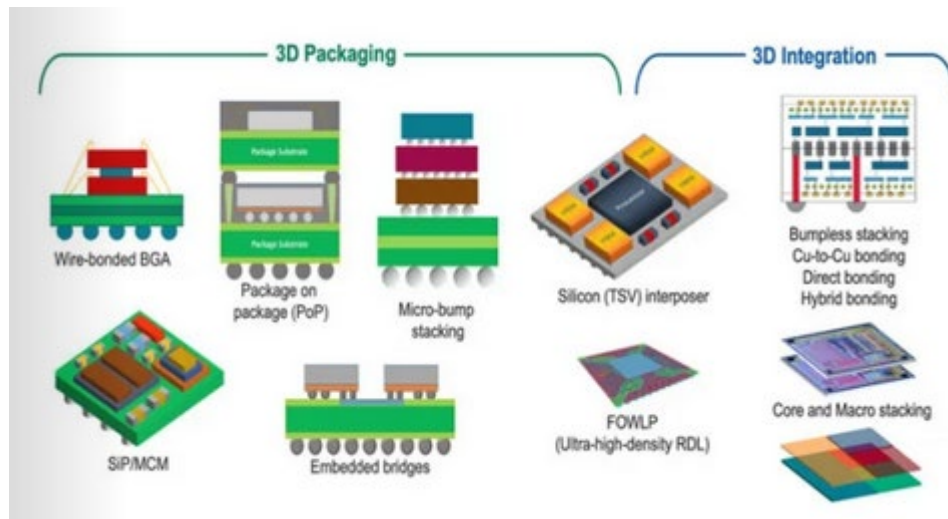 3D Packaging
3D Integration
Package Substrate
Package Substrate
Wire-bonded BGA
Package on
package (PoP)
Micro-bump
stacking
Silicon (TSV) interposer
Bumpless stacking
Cu-to-Cu bonding
Direct bonding
Hybrid bonding
SiP/MCM
Embedded bridges
FOWLP
(Ultra-high-density RDL)
Core and Macro stacking